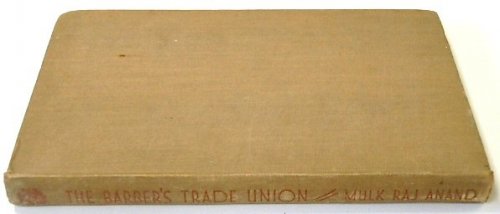 THE BARBER'S TRADE UNION MULK RAJ ANAND